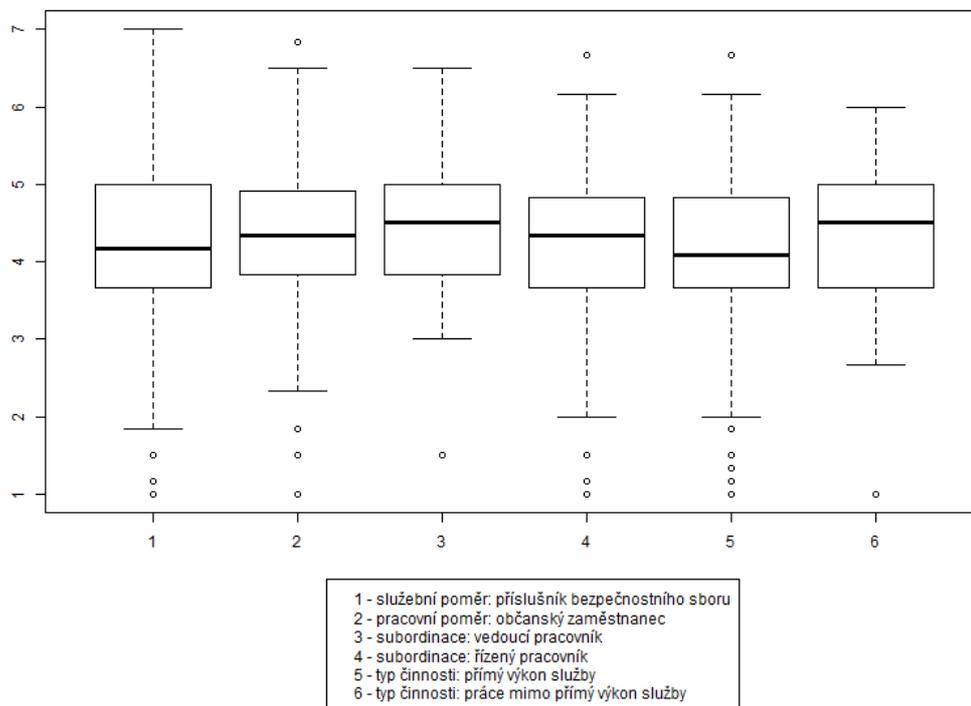 7
6
5
4
3
2
1
1 2 3 4 5 6
1 - služební poměr: příslušník bezpečnostního sboru
2 - pracovní poměr: občanský zaměstnanec
3 - subordinace: vedoucí pracovník
4 - subordinace: řízený pracovník
5 - typ činnosti: přímý výkon služby
6 - typ činnosti: práce mimo přímý výkon služby